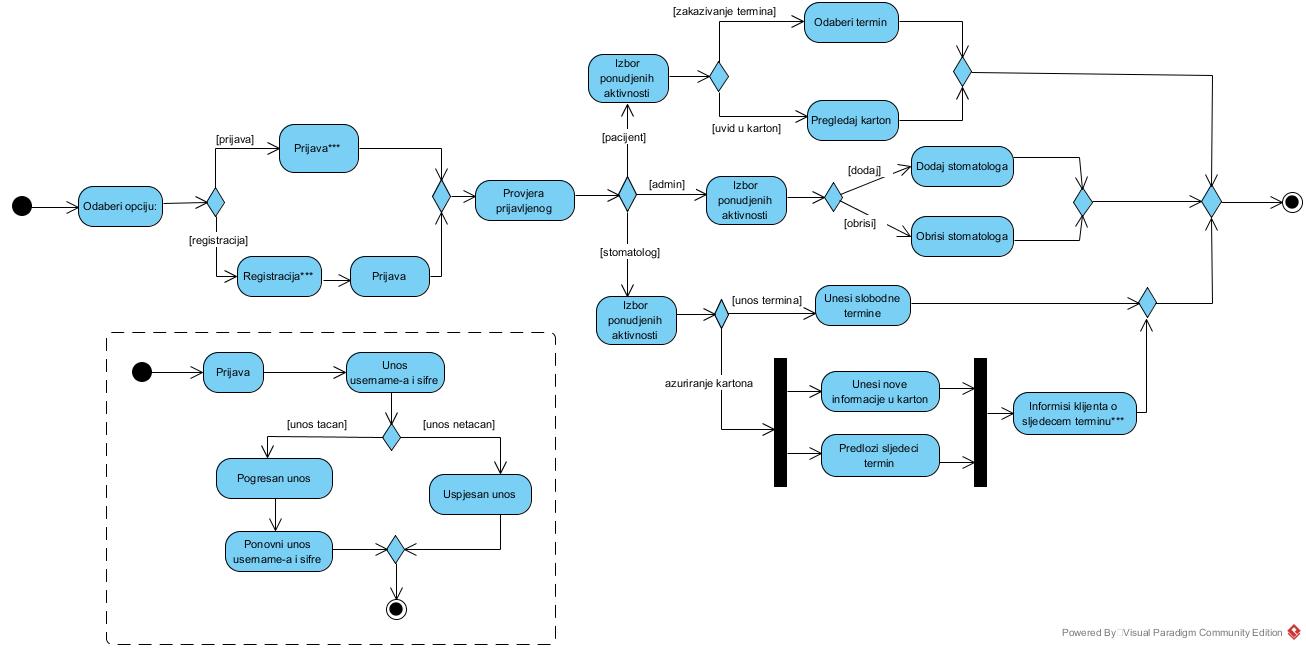 [zakazivanje termina]
Odaberi termin
Izbor
ponudjenih
aktivnosti
[uvid u karton]
Pregledaj karton
[pacijent]
[prijava]
Prijava***
Odaberi opciju:
[registracija]
Registracija***
Prijava
Provjera
prijavljenog
[admin]
Izbor
ponudjenih
aktivnosti
[dodaj]
Dodaj stomatologa
[obrisi]
Obrisi stomatologa
[stomatolog]
Izbor
ponudjenih
aktivnosti
[unos termina]
Unesi slobodne
termine
azuriranje kartona
Unesi nove
informacije u karton
Predlozi sljedeci
termin
Informisi klijenta o
sljedecem terminu***
Prijava
Unos
username-a i sifre
[unos tacan]
[unos netacan]
Pogresan unos
Uspjesan unos
Ponovni unos
username-a i sifre
Powered By Visual Paradigm Community Edition